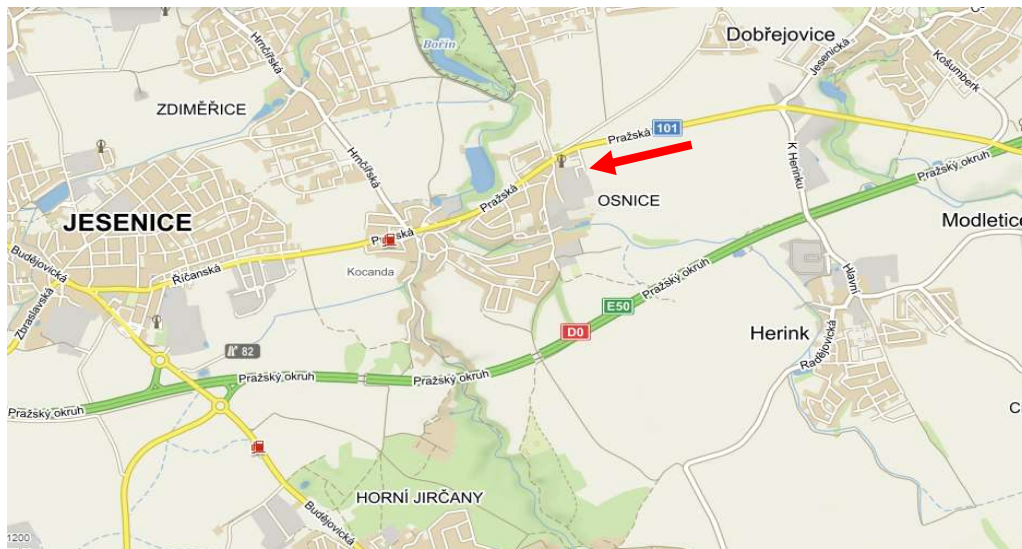 Dobřejovice
Jesenická
Košumberk
Bořín
Hrnčířská
ZDIMĚŘICE
Pražská
101
K Herinku
Pražský okruh
Hrnčířská
Pražská
OSNICE
JESENICE
Modletice
Pražská
Budějovická
Říčanská
Kocanda
Pražský okruh
Hlavní
Zbraslavská
E50
D0
Herink
82
Radějovická
Pražský okruh
Pražský okruh
Pražský okruh
HORNÍ JIRČANY
Budějovická
1200